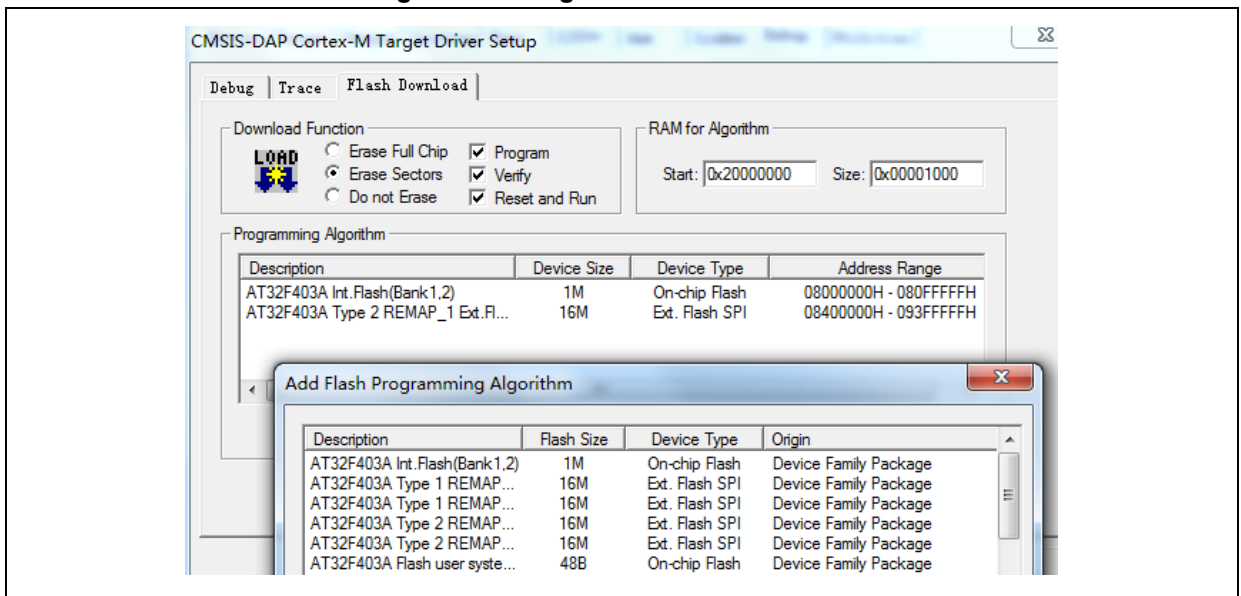 CMSIS-DAP Cortex-M Target Driver Setup
Debug Trace Flash Download
Download Function
LOAD
Erase Full Chip
Erase Sectors
Do not Erase
Program
Verify
Reset and Run
RAM for Algorithm
Start: 0x20000000 Size: 0x00001000
Programming Algorithm
Description Device Size Device Type Address Range
AT32F403A Int.Flash(Bank1,2) 1M On-chip Flash 08000000H - 080FFFFFH
AT32F403A Type 2 REMAP_1 Ext.Fl... 16M Ext. Flash SPI 08400000H - 093FFFFFH
Add Flash Programming Algorithm
Description Flash Size Device Type Origin
AT32F403A Int.Flash(Bank1,2) 1M On-chip Flash Device Family Package
AT32F403A Type 1 REMAP... 16M Ext. Flash SPI Device Family Package
AT32F403A Type 1 REMAP... 16M Ext. Flash SPI Device Family Package
AT32F403A Type 2 REMAP... 16M Ext. Flash SPI Device Family Package
AT32F403A Type 2 REMAP... 16M Ext. Flash SPI Device Family Package
AT32F403A Flash user syste... 48B On-chip Flash Device Family Package